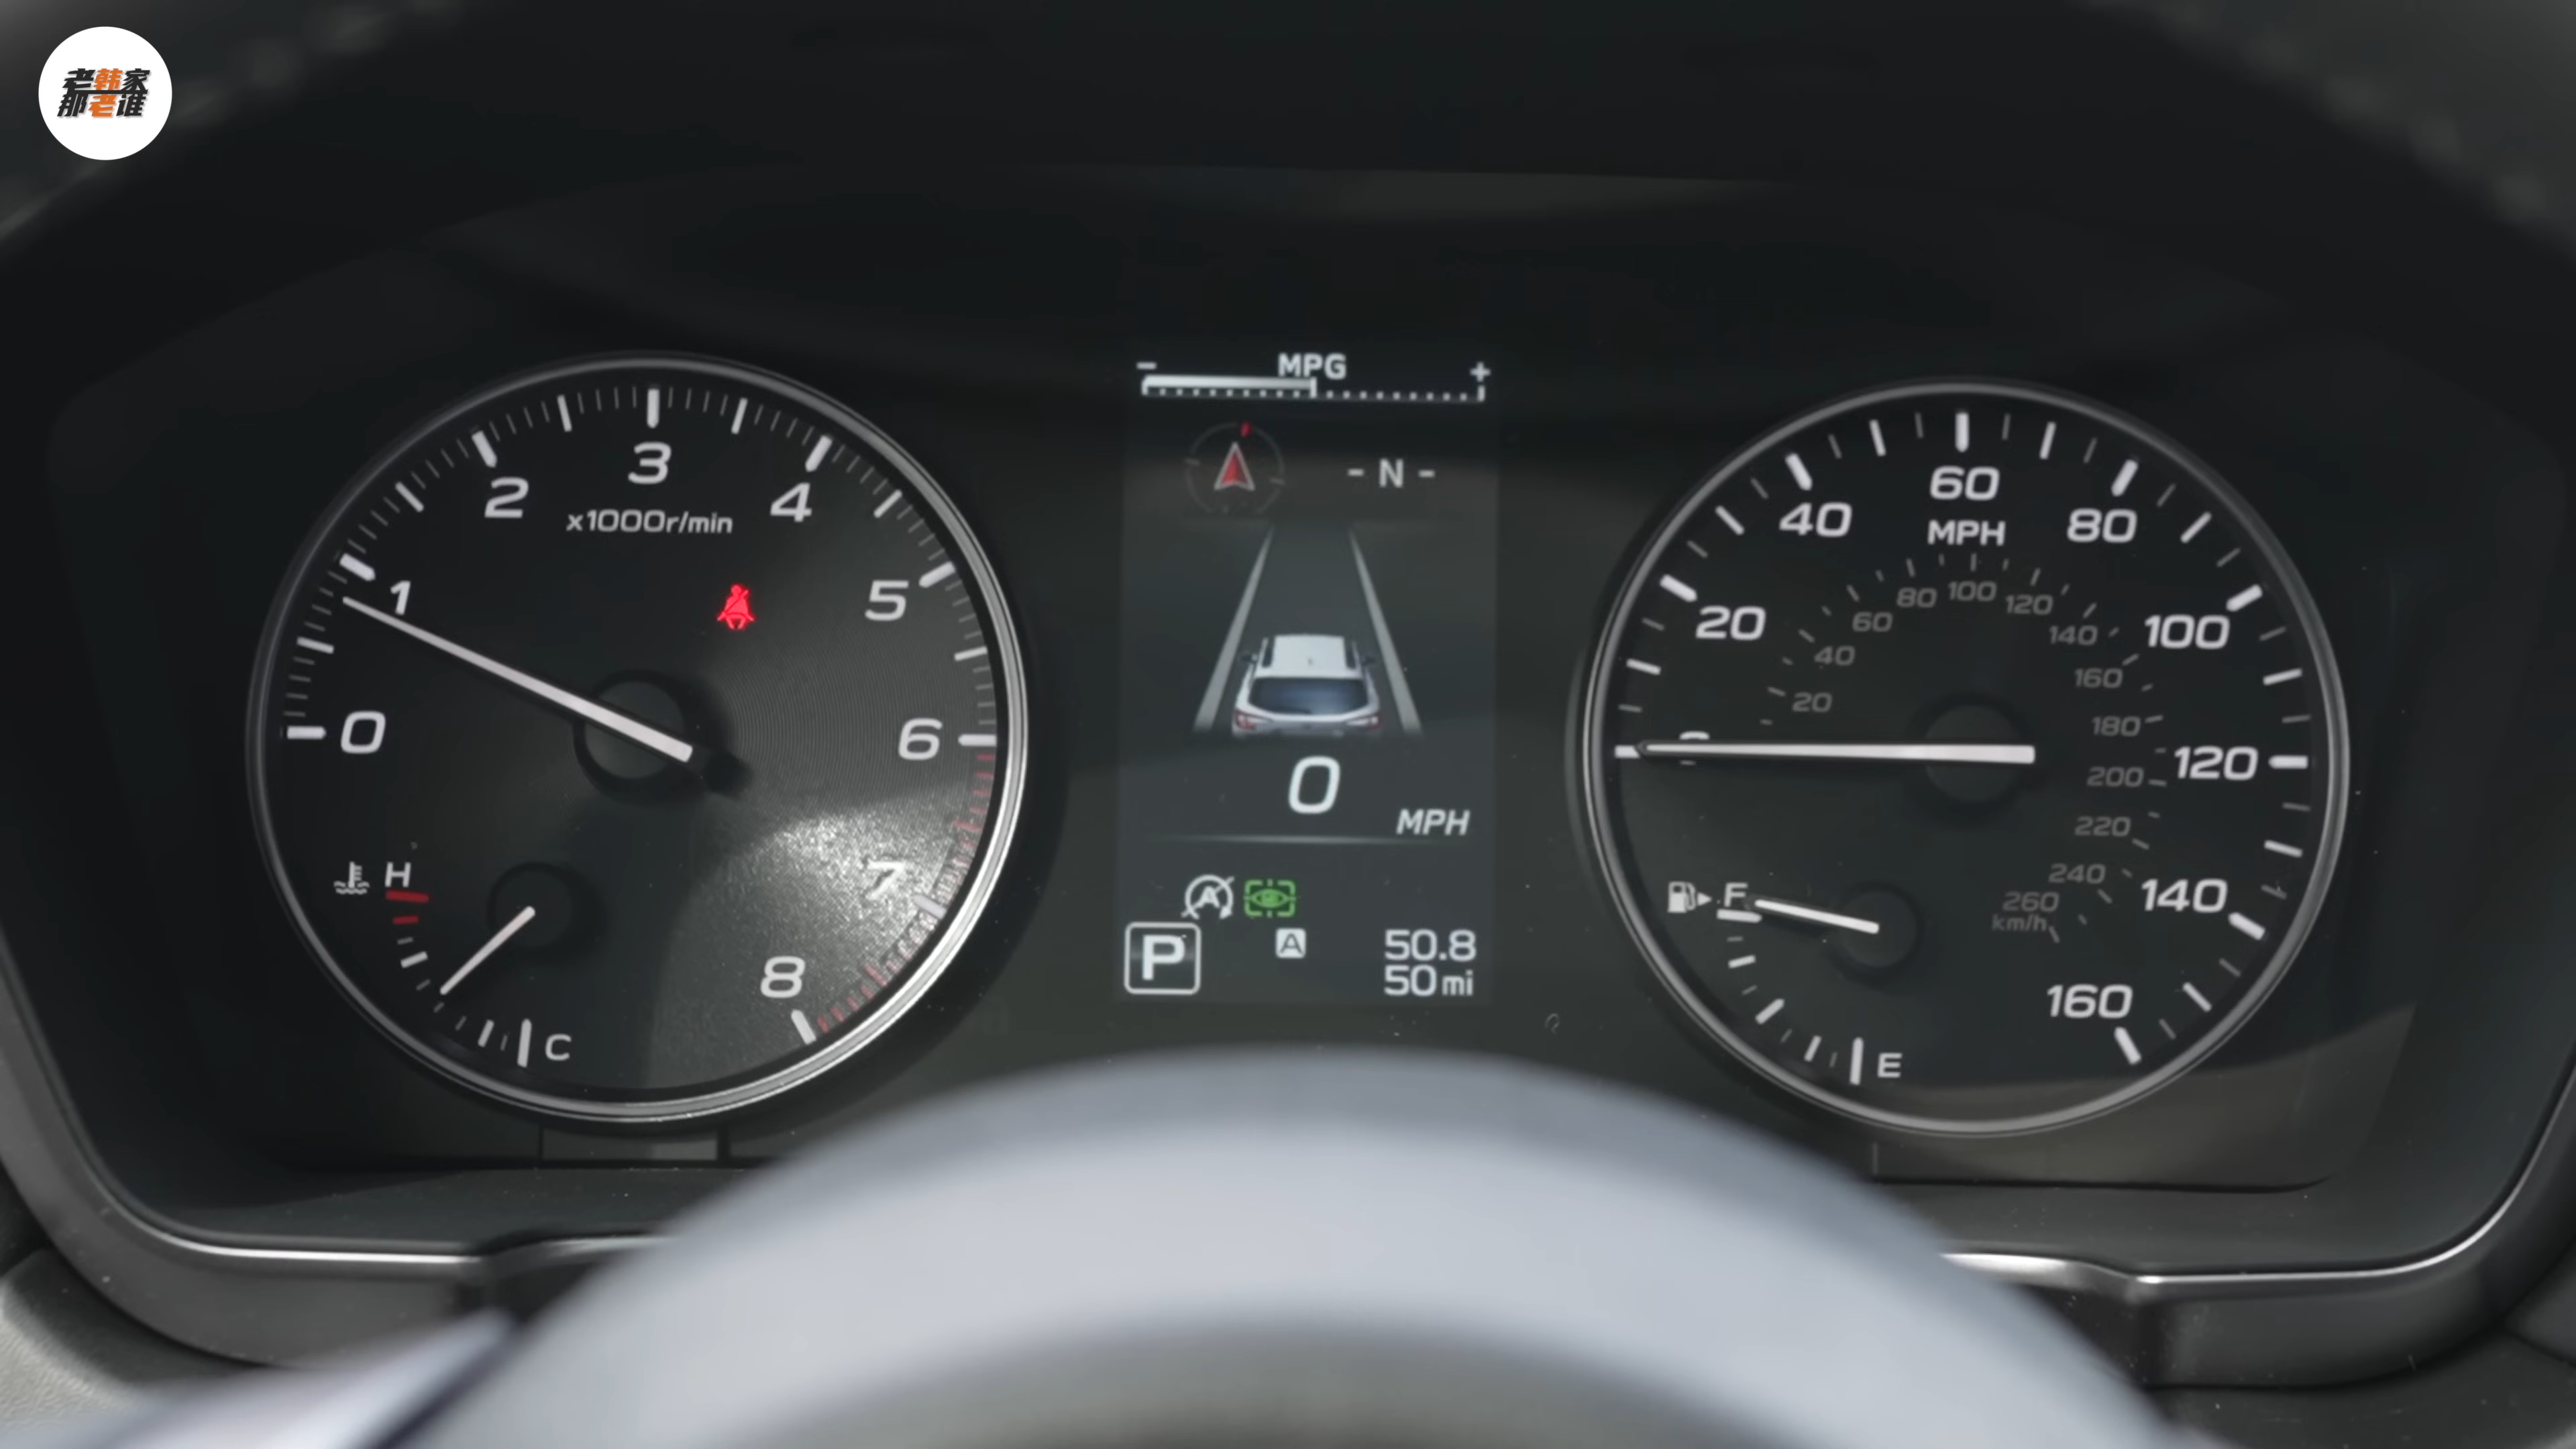 老韩家
那老谁
MPG
- +
3
2
4
x1000r/min
1
5
0
6
H
7
8
C
- N -
0
MPH
A
P
A
50.8
50 mi
60
40
80
MPH
20
100
80 100 120
60
140
40
160
20
180
0
120
200
220
240
140
260
km/h
F
160
E